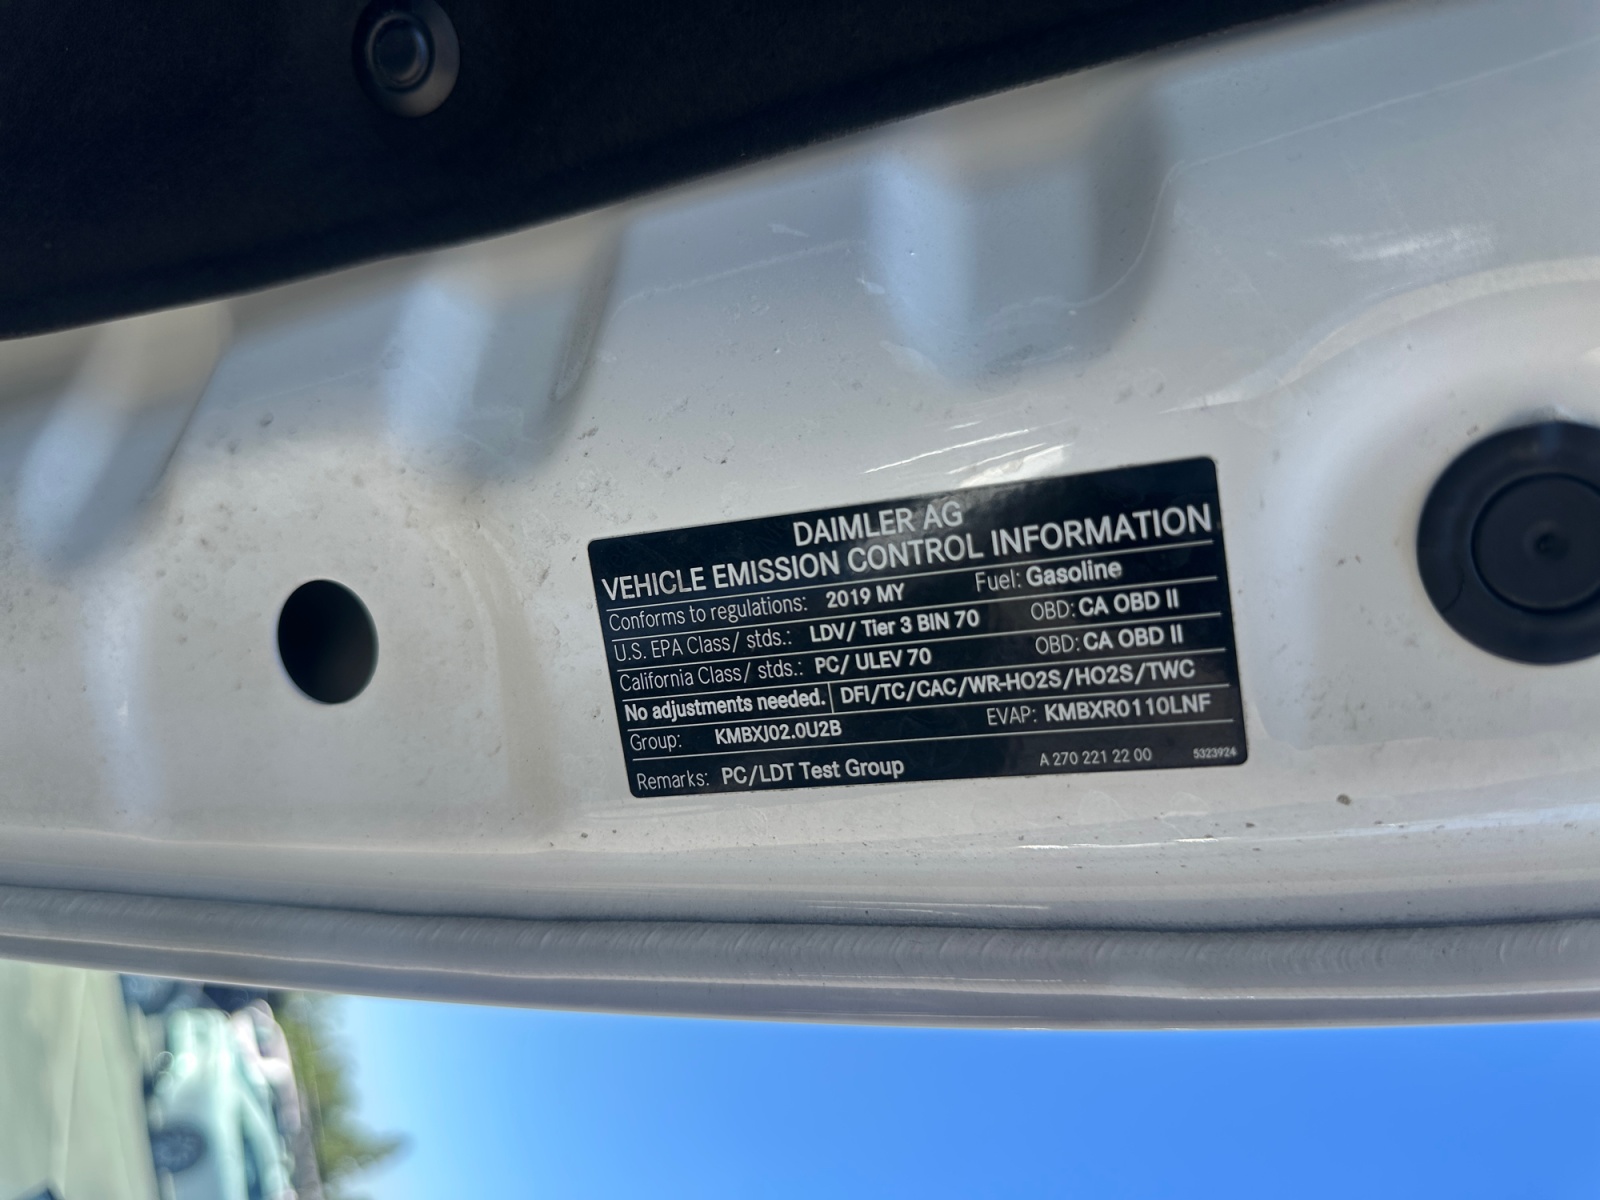 DAIMLER AG
VEHICLE EMISSION CONTROL INFORMATION
Conforms to regulations: 2019 MY Fuel: Gasoline
U.S. EPA Class/ stds.: LDV/ Tier 3 BIN 70 OBD: CA OBD II
California Class/ stds.: PC/ ULEV 70 OBD: CA OBD II
No adjustments needed. DFI/TC/CAC/WR-HO2S/HO2S/TWC
Group: KMBXJ02.0U2B EVAP: KMBXR0110LNF
Remarks: PC/LDT Test Group A 270 221 22 00 5323924